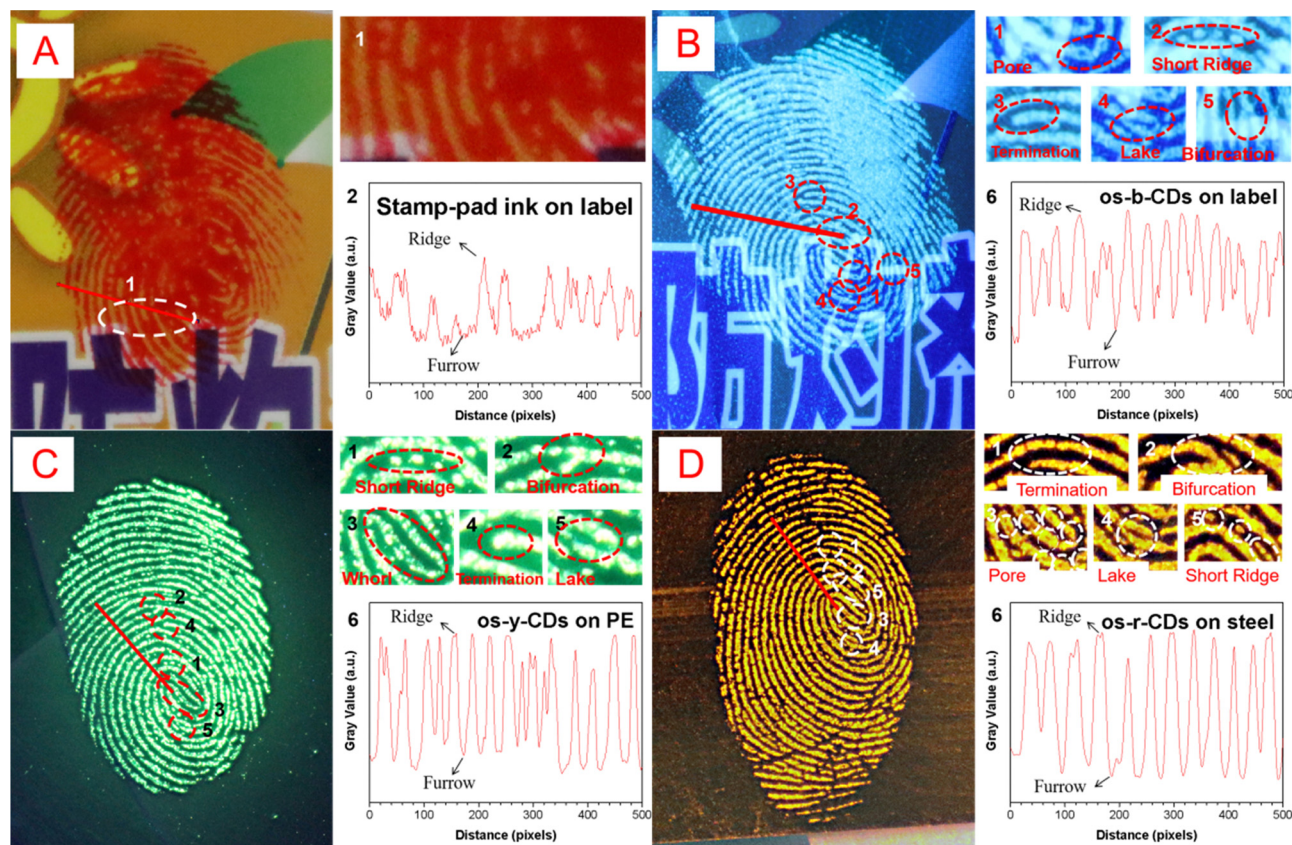 A
1
1
2
Stamp-pad ink on label
Ridge
Furrow
Gray Value (a.u.)
0 100 200 300 400 500
Distance (pixels)
B
3
2
5
4
1
1
Pore
2
Short Ridge
3
Termination
4
Lake
5
Bifurcation
6
os-b-CDs on label
Ridge
Furrow
Gray Value (a.u.)
0 100 200 300 400 500
Distance (pixels)
C
2
4
1
3
5
1
Short Ridge
2
Bifurcation
3
Whorl
4
Termination
5
Lake
6
os-y-CDs on PE
Ridge
Furrow
Gray Value (a.u.)
0 100 200 300 400 500
Distance (pixels)
D
1
2
5
3
4
1
Termination
2
Bifurcation
3
Pore
4
Lake
5
Short Ridge
6
os-r-CDs on steel
Ridge
Furrow
Gray Value (a.u.)
0 100 200 300 400 500
Distance (pixels)